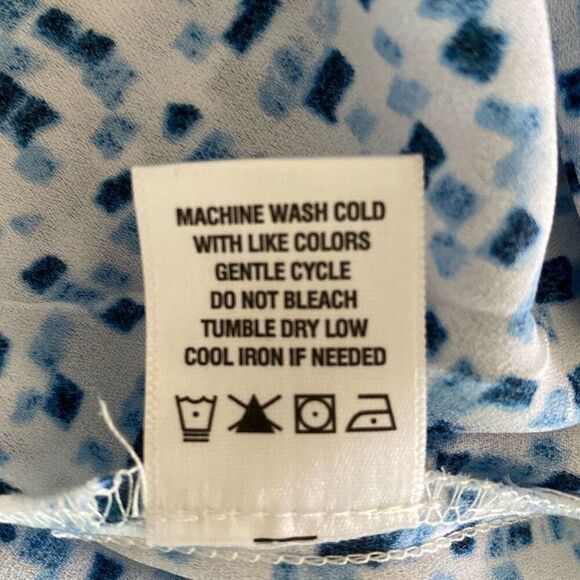 MACHINE WASH COLD
WITH LIKE COLORS
GENTLE CYCLE
DO NOT BLEACH
TUMBLE DRY LOW
COOL IRON IF NEEDED